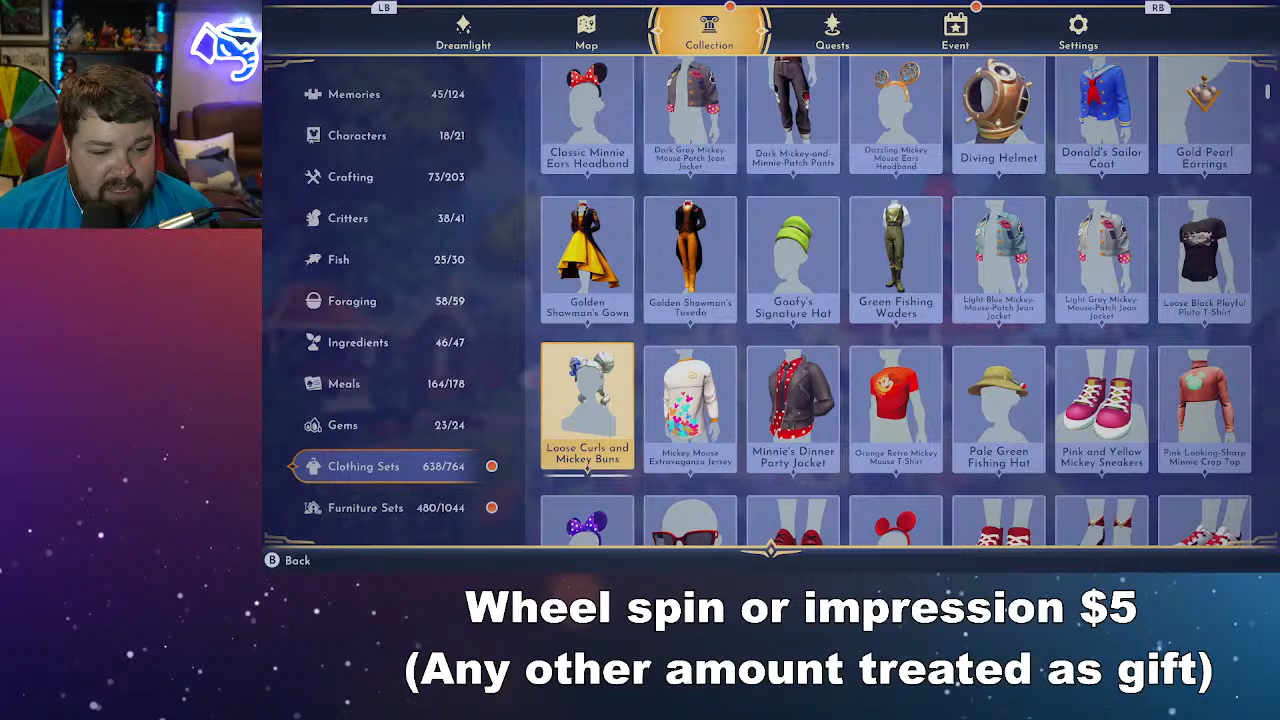 LB
RB
Dreamlight
Map
Collection
Quests
Event
Settings
Memories 45/124
Characters 18/21
Crafting 73/203
Critters 38/41
Fish 25/30
Foraging 58/59
Ingredients 46/47
Meals 164/178
Gems 23/24
Clothing Sets 638/764
Furniture Sets 480/1044
Classic Minnie
Ears Headband
Dark Gray Mickey-
Mouse-Patch Jean
Jacket
Dark Mickey-and-
Minnie-Patch Pants
Dazzling Mickey
Mouse Ears
Headband
Diving Helmet
Donald's Sailor
Coat
Gold Pearl
Earrings
Golden
Showman's
Gown
Golden Showman's
Tuxedo
Goofy's
Signature Hat
Green Fishing
Waders
Light Blue Mickey-
Mouse-Patch Jean
Jacket
Light Gray Mickey-
Mouse-Patch Jean
Jacket
Loose Black Playful
Pluto T-Shirt
Loose Curls and
Mickey Buns
Mickey Mouse
Extravaganza Jersey
Minnie's Dinner
Party Jacket
Orange Retro Mickey
Mouse T-Shirt
Pale Green
Fishing Hat
Pink and Yellow
Mickey Sneakers
Pink Looking-Sharp
Minnie Crop Top
B Back
Wheel spin or impression $5
(Any other amount treated as gift)